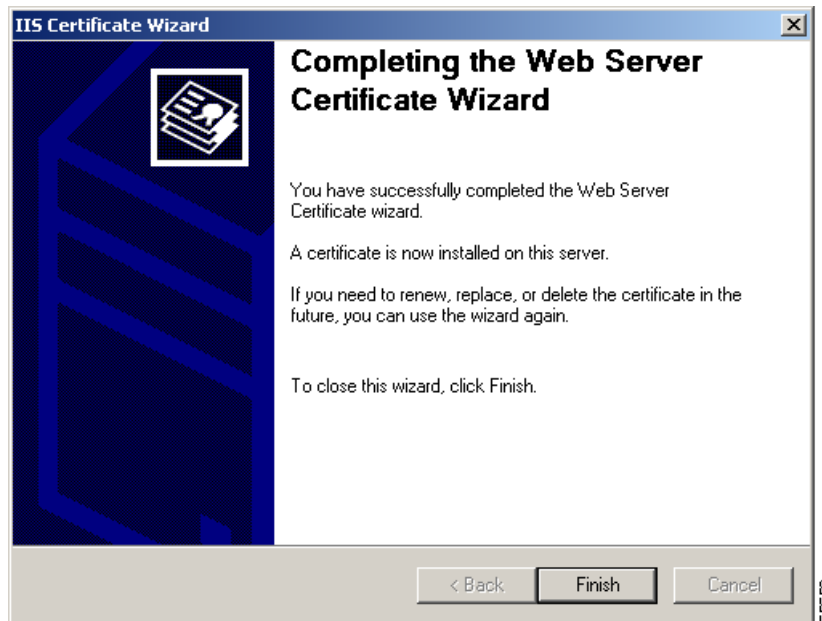 IIS Certificate Wizard
Completing the Web Server
Certificate Wizard
You have successfully completed the Web Server
Certificate wizard.
A certificate is now installed on this server.
If you need to renew, replace, or delete the certificate in the
future, you can use the wizard again.
To close this wizard, click Finish.
< Back
Finish
Cancel